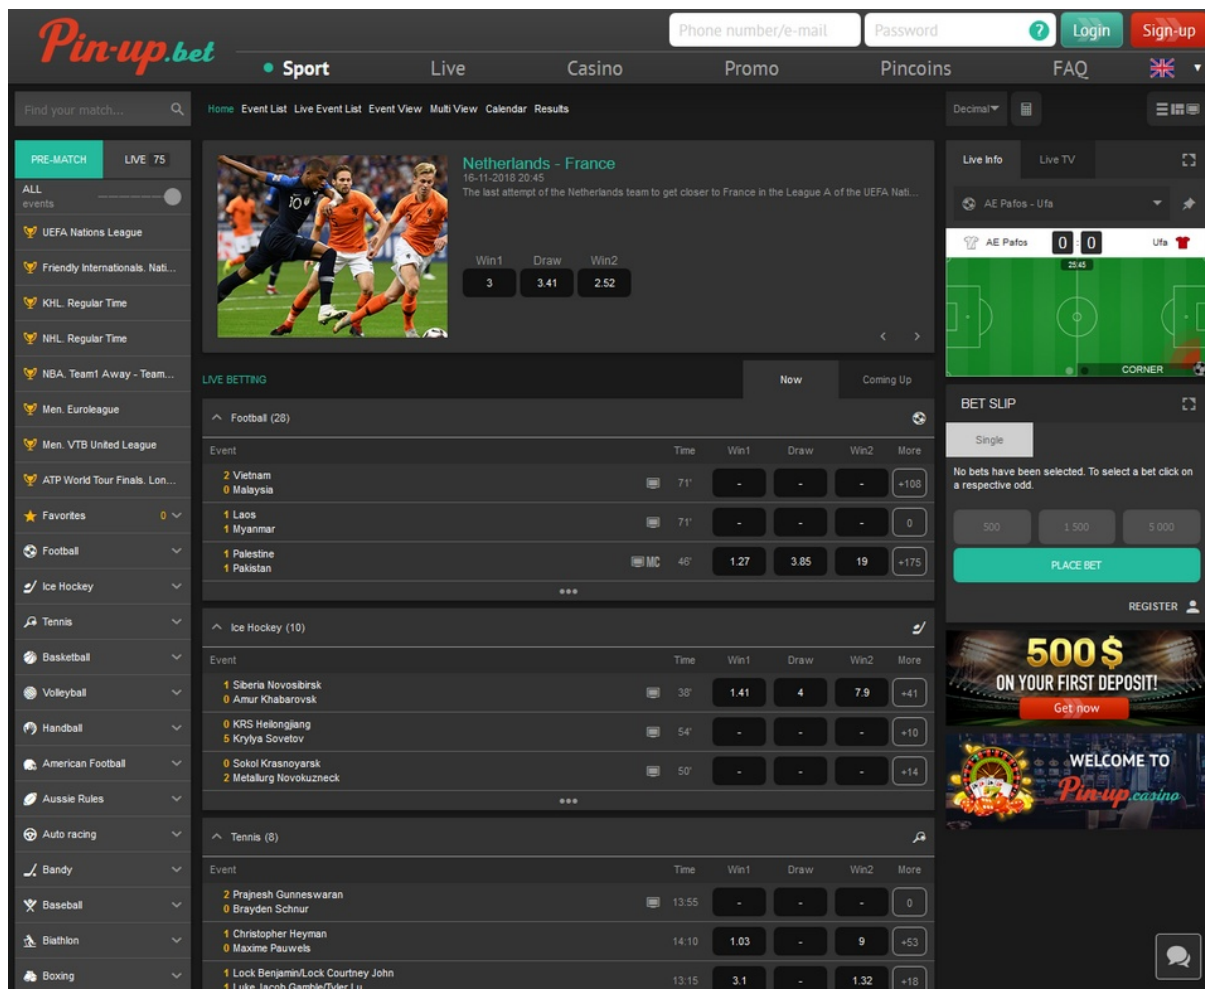 Pin-up.bet
Phone number/e-mail
Password
?
Login
Sign-up
Sport
Live
Casino
Promo
Pincoins
FAQ
Find your match...
Home Event List Live Event List Event View Multi View Calendar Results
Decimal
PRE-MATCH
LIVE 75
ALL
events
UEFA Nations League
Friendly Internationals. Nati...
KHL. Regular Time
NHL. Regular Time
NBA. Team1 Away - Team...
Men. Euroleague
Men. VTB United League
ATP World Tour Finals. Lon...
Favorites 0
Football
Ice Hockey
Tennis
Basketball
Volleyball
Handball
American Football
Aussie Rules
Auto racing
Bandy
Baseball
Biathlon
Boxing
Netherlands - France
16-11-2018 20:45
The last attempt of the Netherlands team to get closer to France in the League A of the UEFA Nati...
Win1 Draw Win2
3 3.41 2.52
10
LIVE BETTING
Now
Coming Up
Football (28)
Event Time Win1 Draw Win2 More
2 Vietnam
0 Malaysia
71' - - - +108
1 Laos
1 Myanmar
71' - - - 0
1 Palestine
1 Pakistan
MC 46' 1.27 3.85 19 +175
Ice Hockey (10)
Event Time Win1 Draw Win2 More
1 Siberia Novosibirsk
0 Amur Khabarovsk
38' 1.41 4 7.9 +41
0 KRS Heilongjiang
5 Krylya Sovetov
54' - - - +10
0 Sokol Krasnoyarsk
2 Metallurg Novokuzneck
50' - - - +14
Tennis (8)
Event Time Win1 Draw Win2 More
2 Prajnesh Gunneswaran
0 Brayden Schnur
13:55 - - - 0
1 Christopher Heyman
0 Maxime Pauwels
14:10 1.03 - 9 +53
1 Lock Benjamin/Lock Courtney John
1 Luke Jacob Gamble/Tyler Lu
13:15 3.1 - 1.32 +18
Live Info
Live TV
AE Pafos - Ufa
AE Pafos 0 : 0 Ufa
25:45
CORNER
BET SLIP
Single
No bets have been selected. To select a bet click on
a respective odd.
500
1 500
5 000
PLACE BET
REGISTER
500$
ON YOUR FIRST DEPOSIT!
Get now
WELCOME TO
Pin-up.casino